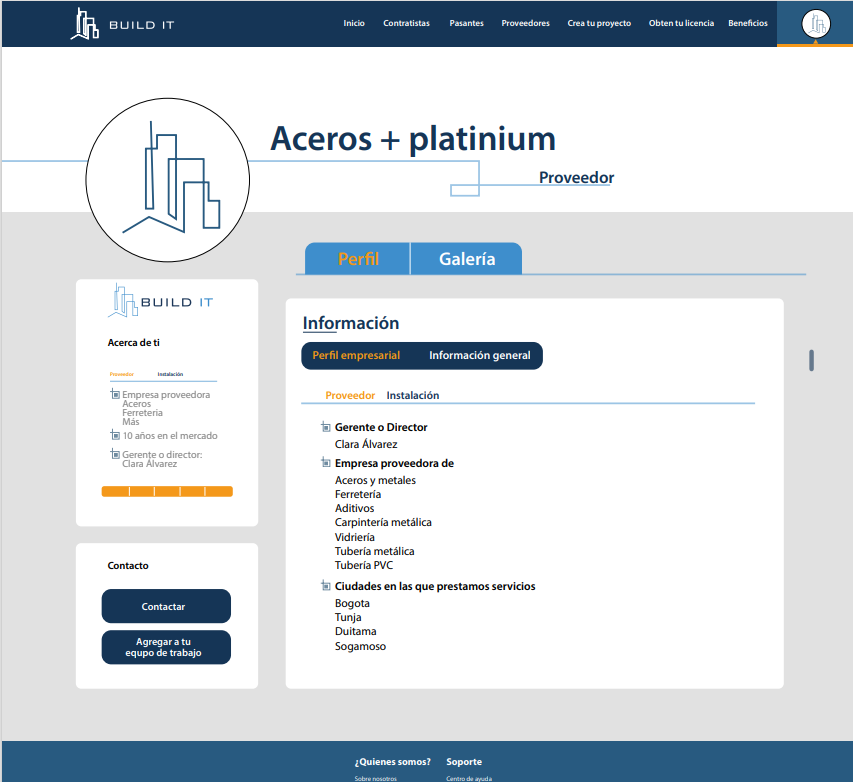 BUILD IT
Inicio
Contratistas
Pasantes
Proveedores
Crea tu proyecto
Obten tu licencia
Beneficios
Aceros + platinium
Proveedor
Perfil
Galería
BUILD IT
Acerca de ti
Proveedor
Instalación
Empresa proveedora
Aceros
Ferreteria
Más
10 años en el mercado
Gerente o director:
Clara Álvarez
Contacto
Contactar
Agregar a tu
equpo de trabajo
Información
Perfil empresarial
Información general
Proveedor
Instalación
Gerente o Director
Clara Álvarez
Empresa proveedora de
Aceros y metales
Ferretería
Aditivos
Carpintería metálica
Vidriería
Tubería metálica
Tubería PVC
Ciudades en las que prestamos servicios
Bogota
Tunja
Duitama
Sogamoso
¿Quienes somos?
Soporte
Sobre nosotros
Centro de ayuda